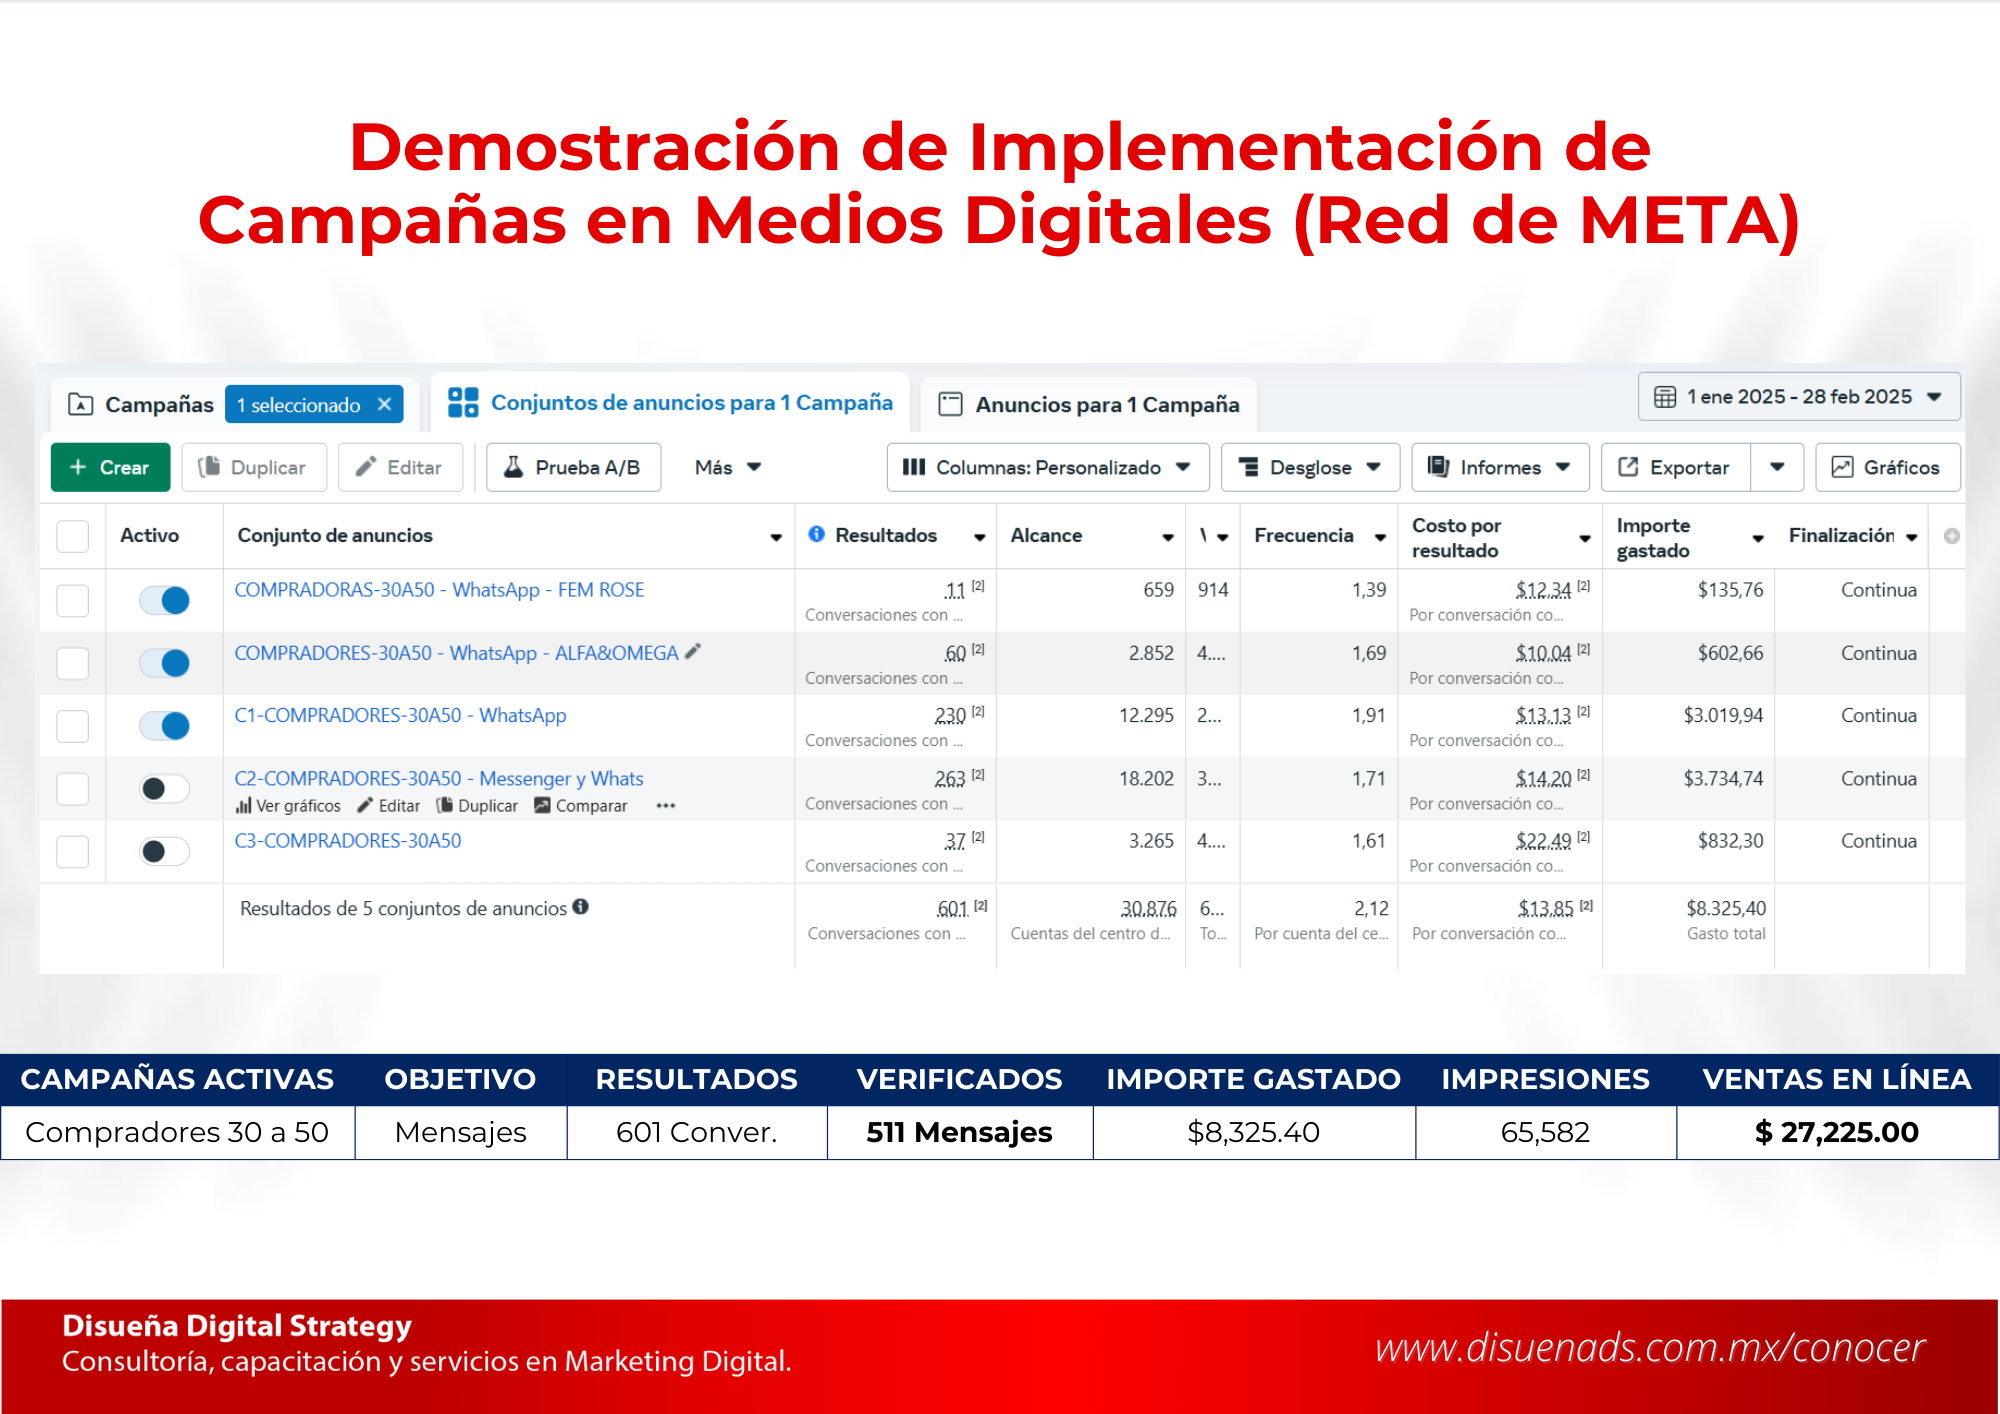 Demostración de Implementación de
Campañas en Medios Digitales (Red de META)
Campañas 1 seleccionado × Conjuntos de anuncios para 1 Campaña Anuncios para 1 Campaña 1 ene 2025 - 28 feb 2025
+ Crear Duplicar Editar Prueba A/B Más Columnas: Personalizado Desglose Informes Exportar Gráficos
Activo Conjunto de anuncios Resultados Alcance Frecuencia Costo por resultado Importe gastado Finalización
COMPRADORAS-30A50 - WhatsApp - FEM ROSE 11 [2] 659 914 1,39 $12,34 [2] $135,76 Continua
Conversaciones con ... Por conversación co...
COMPRADORES-30A50 - WhatsApp - ALFA&OMEGA 60 [2] 2.852 4.... 1,69 $10,04 [2] $602,66 Continua
Conversaciones con ... Por conversación co...
C1-COMPRADORES-30A50 - WhatsApp 230 [2] 12.295 2... 1,91 $13,13 [2] $3.019,94 Continua
Conversaciones con ... Por conversación co...
C2-COMPRADORES-30A50 - Messenger y Whats 263 [2] 18.202 3... 1,71 $14,20 [2] $3.734,74 Continua
Ver gráficos Editar Duplicar Comparar ... Conversaciones con ... Por conversación co...
C3-COMPRADORES-30A50 37 [2] 3.265 4.... 1,61 $22,49 [2] $832,30 Continua
Conversaciones con ... Por conversación co...
Resultados de 5 conjuntos de anuncios 601 [2] 30.876 6... 2,12 $13,85 [2] $8.325,40
Conversaciones con ... Cuentas del centro d... To... Por cuenta del ce... Por conversación co... Gasto total
CAMPAÑAS ACTIVAS OBJETIVO RESULTADOS VERIFICADOS IMPORTE GASTADO IMPRESIONES VENTAS EN LÍNEA
Compradores 30 a 50 Mensajes 601 Conver. 511 Mensajes $8,325.40 65,582 $ 27,225.00
Disueña Digital Strategy
Consultoría, capacitación y servicios en Marketing Digital.
www.disuenads.com.mx/conocer